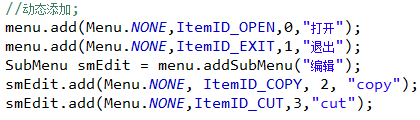 //动态添加;
menu.add(Menu.NONE,ItemID_OPEN,0,"打开");
menu.add(Menu.NONE,ItemID_EXIT,1,"退出");
SubMenu smEdit = menu.addSubMenu("编辑");
smEdit.add(Menu.NONE, ItemID_COPY, 2, "copy");
smEdit.add(Menu.NONE,ItemID_CUT,3,"cut");